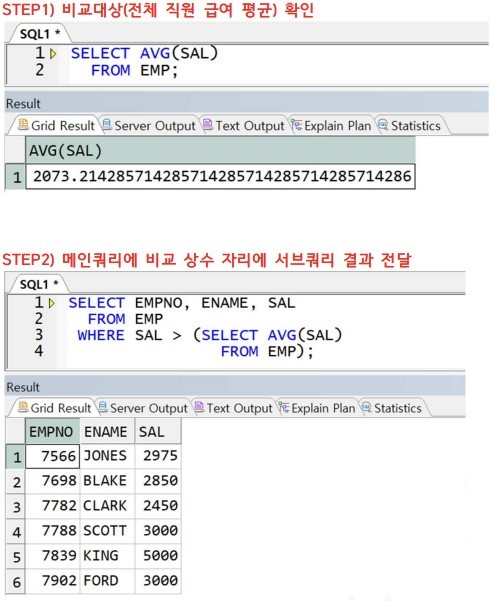 STEP1) 비교대상(전체 직원 급여 평균) 확인
SQL1 *
1 SELECT AVG(SAL)
2 FROM EMP;
Result
Grid Result Server Output Text Output Explain Plan Statistics
AVG(SAL)
1 2073.214285714285714285714285714285714286
STEP2) 메인쿼리에 비교 상수 자리에 서브쿼리 결과 전달
SQL1 *
1 SELECT EMPNO, ENAME, SAL
2 FROM EMP
3 WHERE SAL > (SELECT AVG(SAL)
4 FROM EMP);
Result
Grid Result Server Output Text Output Explain Plan Statistics
EMPNO ENAME SAL
1 7566 JONES 2975
2 7698 BLAKE 2850
3 7782 CLARK 2450
4 7788 SCOTT 3000
5 7839 KING 5000
6 7902 FORD 3000